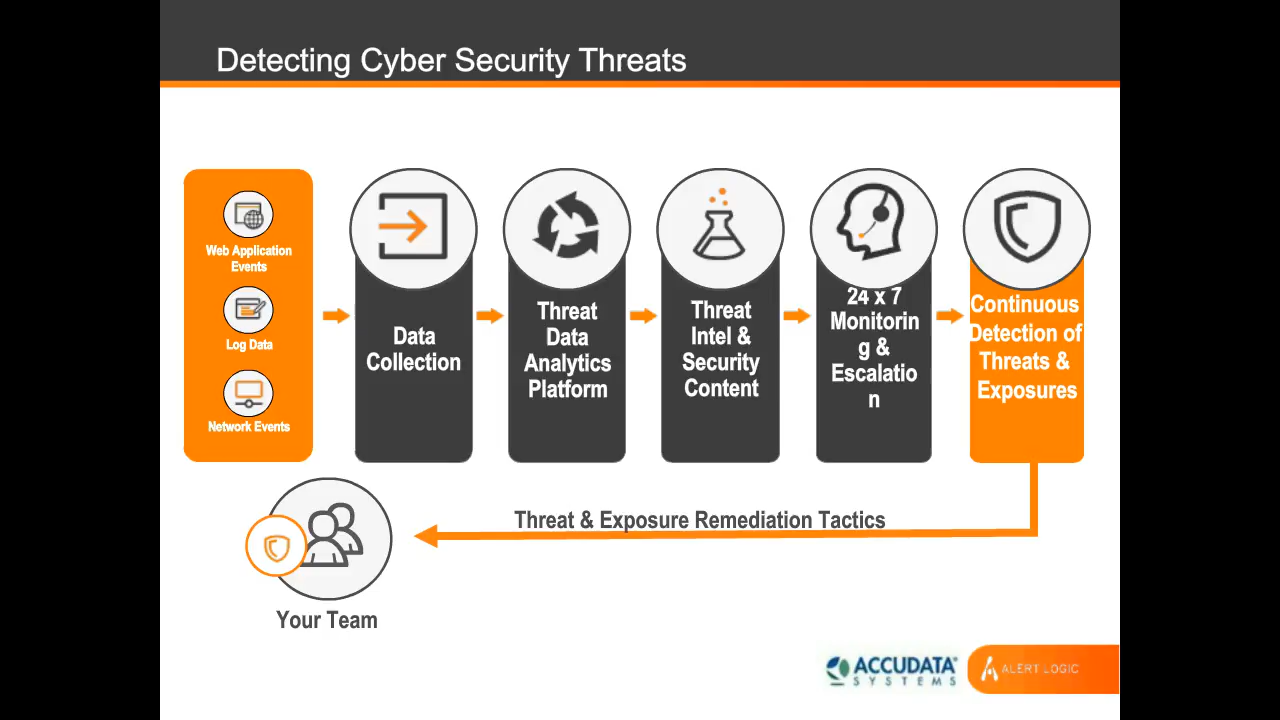 Detecting Cyber Security Threats
Web Application
Events
Log Data
Network Events
Data
Collection
Threat
Data
Analytics
Platform
Threat
Intel &
Security
Content
24 x 7
Monitorin
g &
Escalatio
n
Continuous
Detection of
Threats &
Exposures
Threat & Exposure Remediation Tactics
Your Team
ACCUDATA
SYSTEMS
ALERT LOGIC